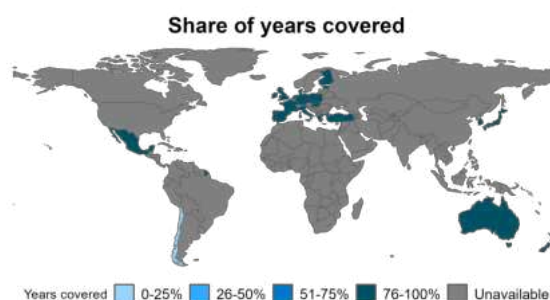 Share of years covered
Years covered 0-25% 26-50% 51-75% 76-100% Unavailable